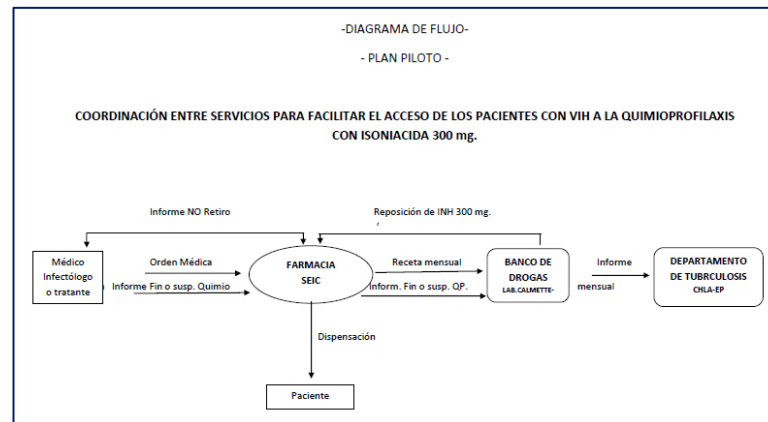 -DIAGRAMA DE FLUJO-
- PLAN PILOTO -
COORDINACIÓN ENTRE SERVICIOS PARA FACILITAR EL ACCESO DE LOS PACIENTES CON VIH A LA QUIMIOPROFILAXIS
CON ISONIACIDA 300 mg.
Informe NO Retiro
Reposición de INH 300 mg.
Médico
Infectólogo
o tratante
Orden Médica
Informe Fin o susp. Quimio
FARMACIA
SEIC
Receta mensual
Inform. Fin o susp. QP.
BANCO DE
DROGAS
LAB.CALMETTE-
Informe
mensual
DEPARTAMENTO
DE TUBRCULOSIS
CHLA-EP
Dispensación
Paciente